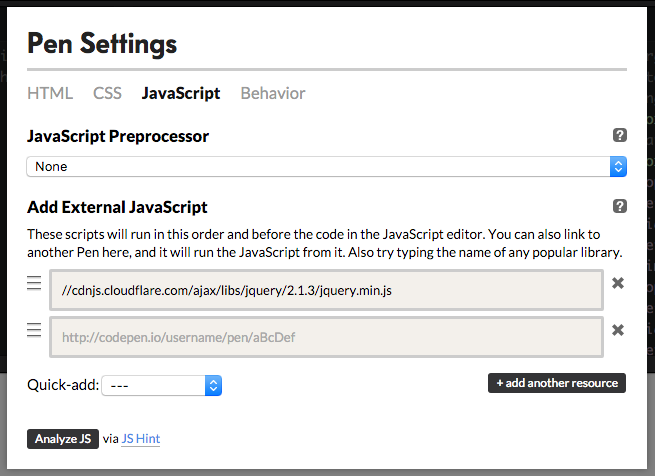 Pen Settings
HTML CSS JavaScript Behavior
JavaScript Preprocessor
?
None
Add External JavaScript
?
These scripts will run in this order and before the code in the JavaScript editor. You can also link to
another Pen here, and it will run the JavaScript from it. Also try typing the name of any popular library.
//cdnjs.cloudflare.com/ajax/libs/jquery/2.1.3/jquery.min.js
http://codepen.io/username/pen/aBcDef
Quick-add: ---
+ add another resource
Analyze JS via JS Hint